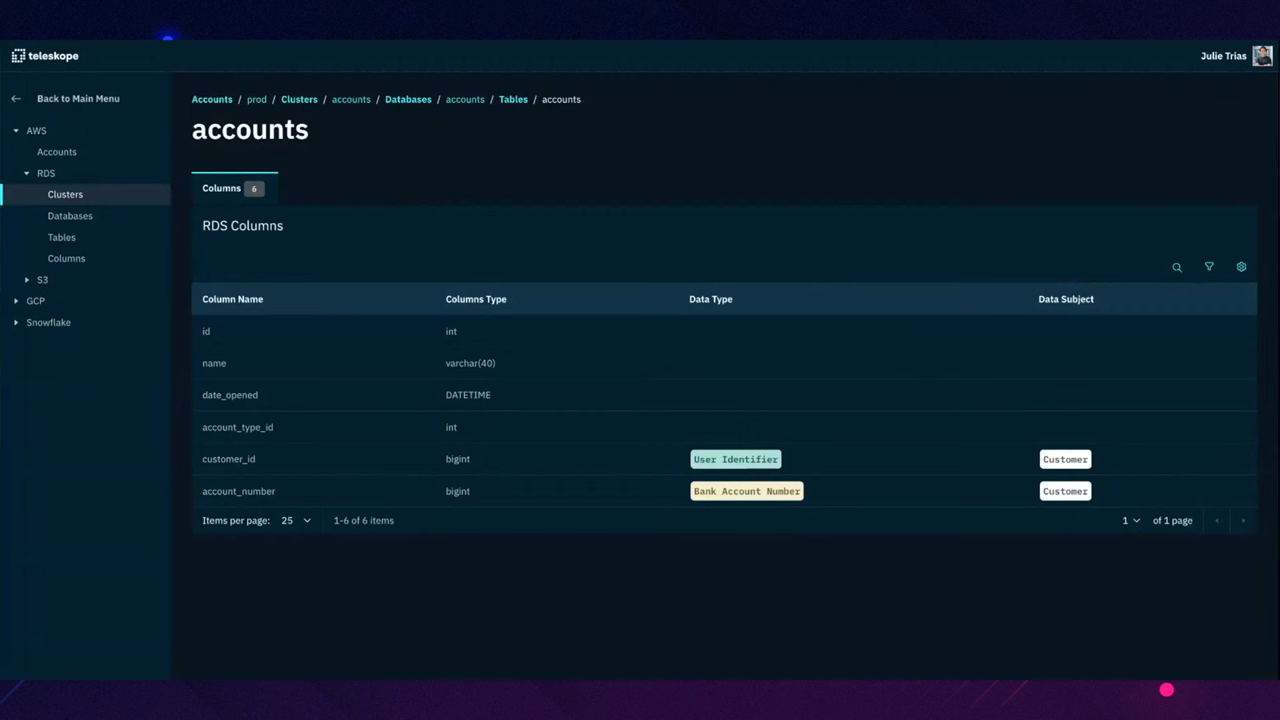 teleskope
Julie Trias
Back to Main Menu
AWS
Accounts
RDS
Clusters
Databases
Tables
Columns
S3
GCP
Snowflake
Accounts / prod / Clusters / accounts / Databases / accounts / Tables / accounts
accounts
Columns 6
RDS Columns
Column Name Columns Type Data Type Data Subject
id int
name varchar(40)
date_opened DATETIME
account_type_id int
customer_id bigint User Identifier Customer
account_number bigint Bank Account Number Customer
Items per page: 25 1-6 of 6 items 1 of 1 page